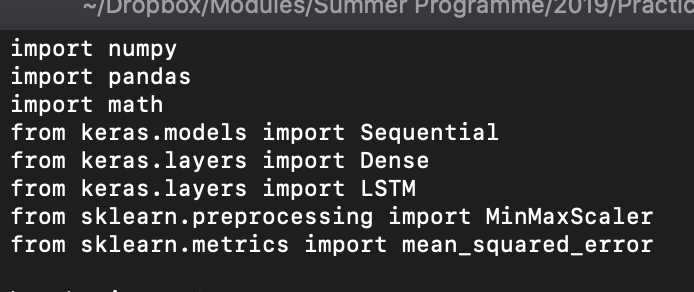 ~/Dropbox/Modules/Summer Programme/2019/Practic
import numpy
import pandas
import math
from keras.models import Sequential
from keras.layers import Dense
from keras.layers import LSTM
from sklearn.preprocessing import MinMaxScaler
from sklearn.metrics import mean_squared_error